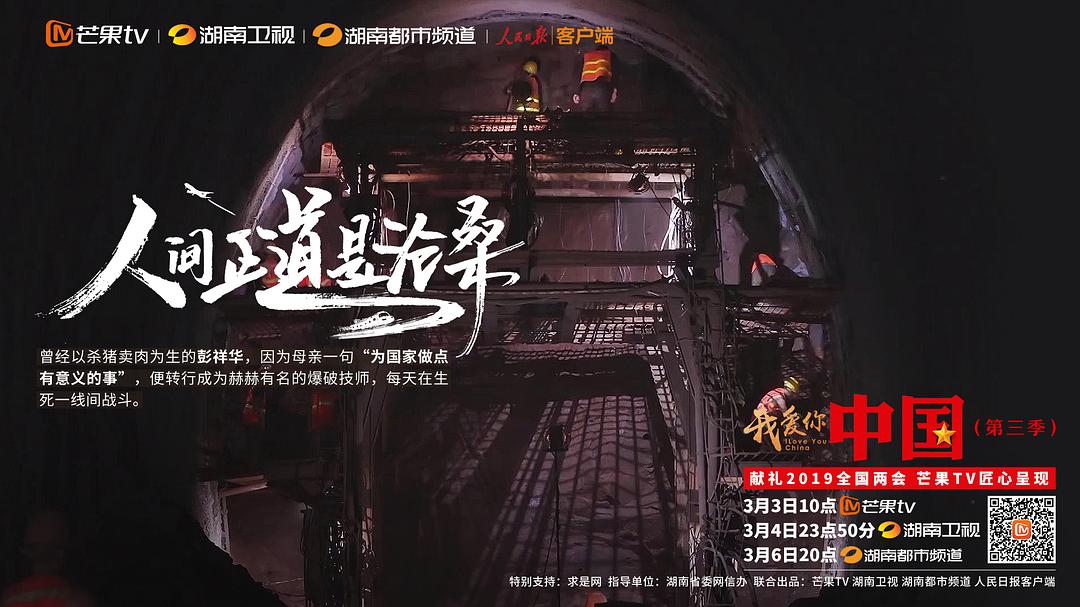 芒果tv 湖南卫视 湖南都市频道 人民日报 客户端
人间正道是沧桑
曾经以杀猪卖肉为生的彭祥华，因为母亲一句“为国家做点
有意义的事”，便转行成为赫赫有名的爆破技师，每天在生
死一线间战斗。
我爱你 中国（第三季）
I Love You
China
献礼2019全国两会 芒果TV匠心呈现
3月3日10点 芒果tv
3月4日23点50分 湖南卫视
3月6日20点 湖南都市频道
特别支持：求是网 指导单位：湖南省委网信办 联合出品：芒果TV 湖南卫视 湖南都市频道 人民日报客户端